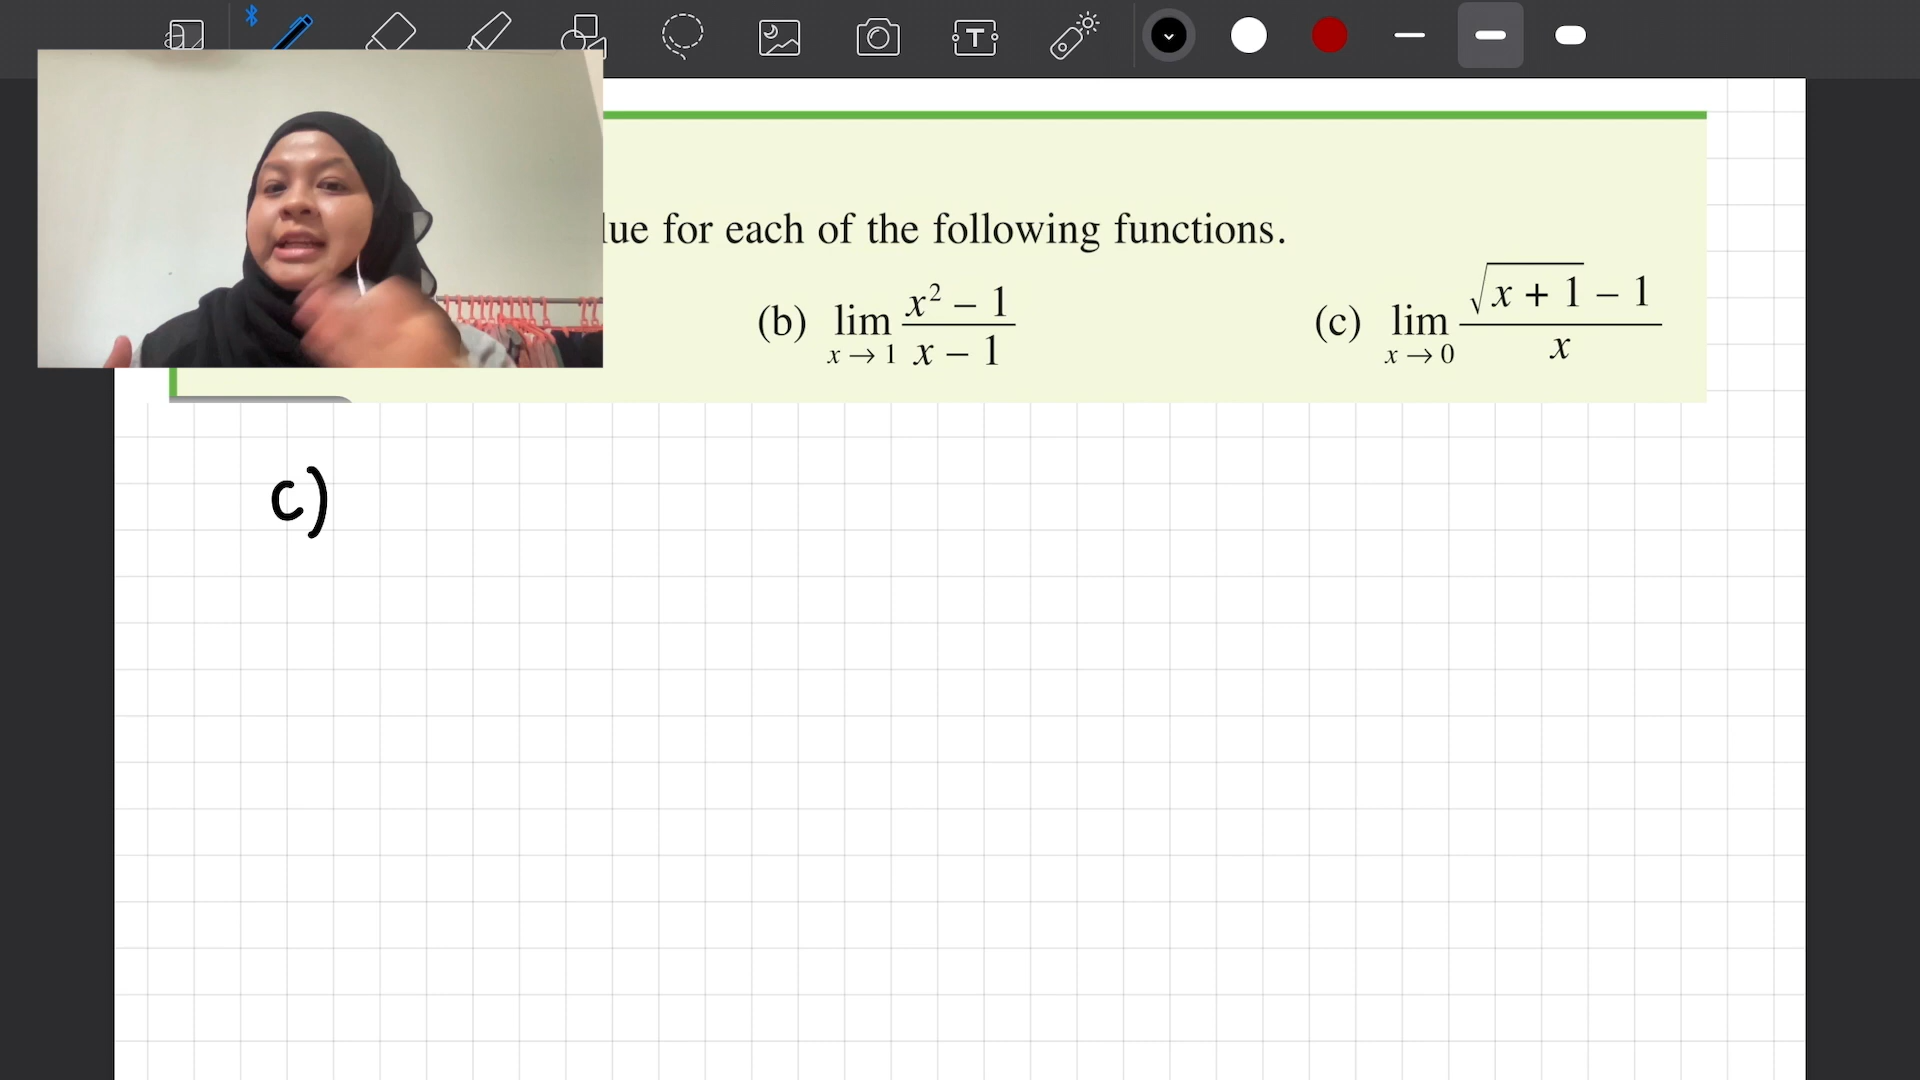 lue for each of the following functions.
(b) lim x → 1 x² – 1 / x – 1
(c) lim x → 0 √x + 1 – 1 / x
c)